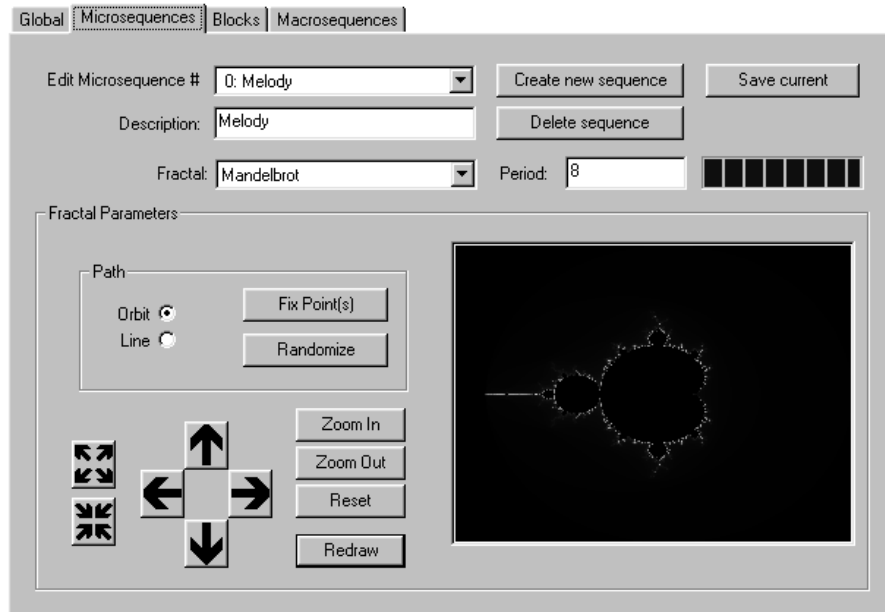 Global Microsequences Blocks Macrosequences
Edit Microsequence # 0: Melody Create new sequence Save current
Description: Melody Delete sequence
Fractal: Mandelbrot Period: 8
Fractal Parameters
Path
Orbit Fix Point(s)
Line Randomize
Zoom In
Zoom Out
Reset
Redraw